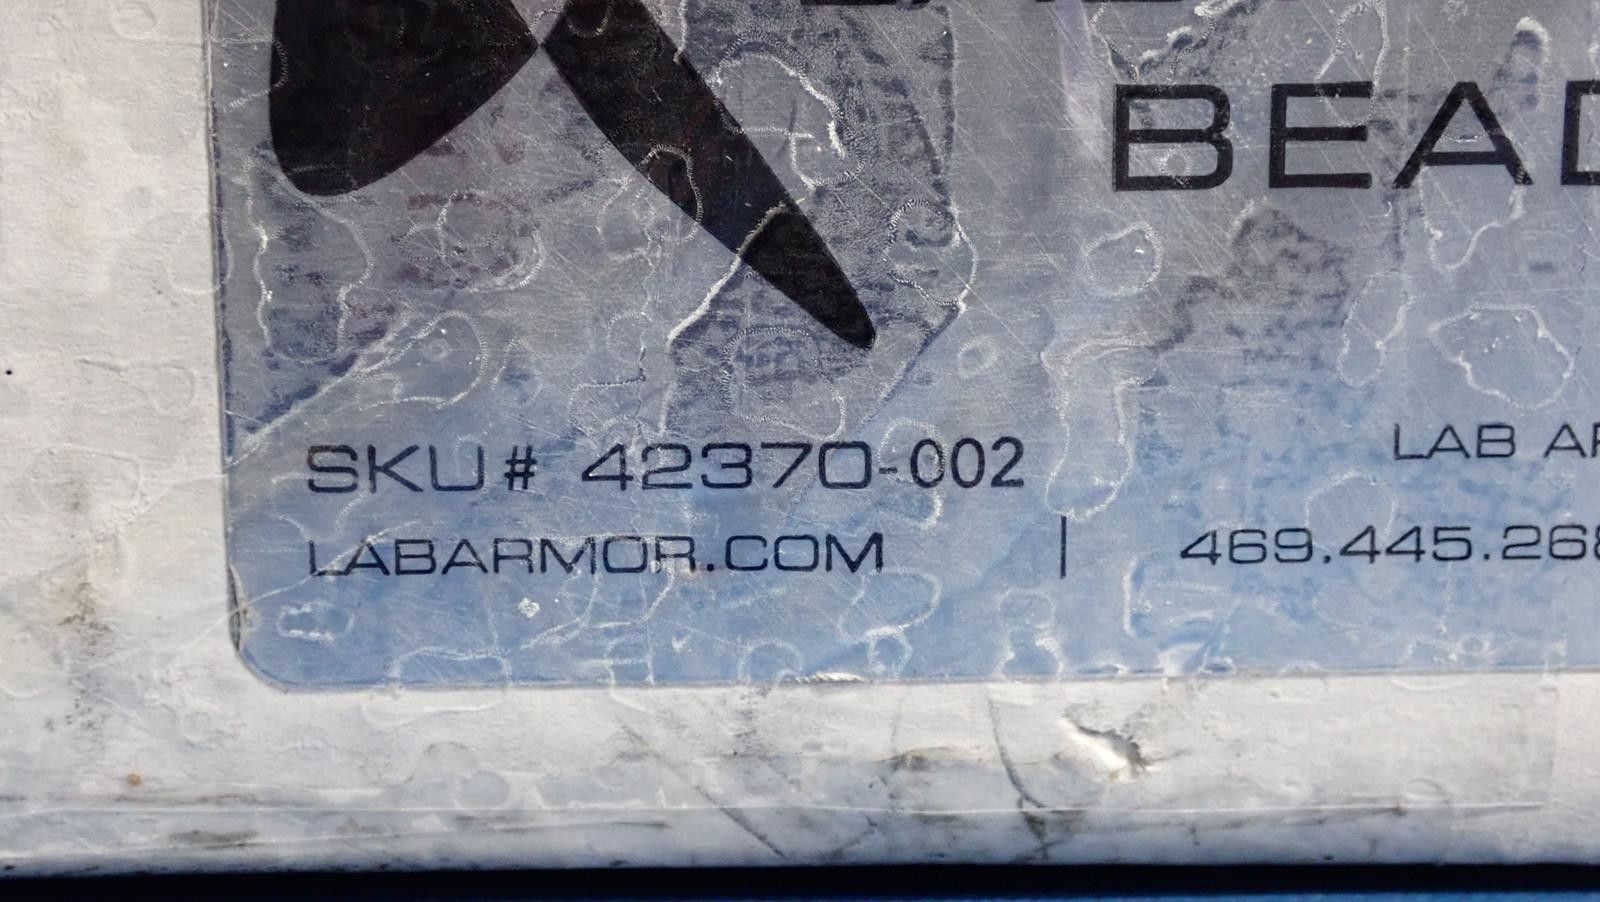 BEAD
SKU# 42370-002
LAB AR
LABARMOR.COM | 469.445.268